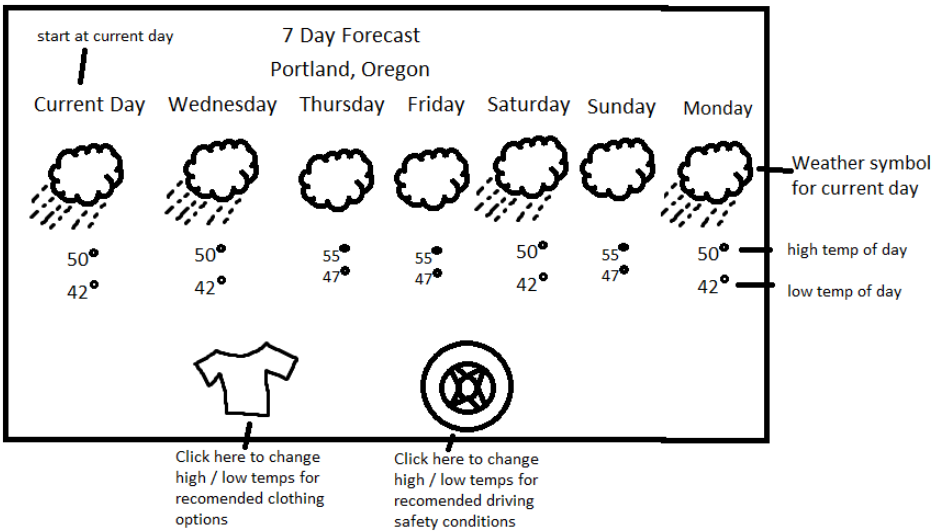 start at current day
7 Day Forecast
Portland, Oregon
Current Day Wednesday Thursday Friday Saturday Sunday Monday
Weather symbol
for current day
50° 50° 55° 55° 50° 55° 50° high temp of day
42° 42° 47° 47° 42° 47° 42° low temp of day
Click here to change
high / low temps for
recomended clothing
options
Click here to change
high / low temps for
recomended driving
safety conditions